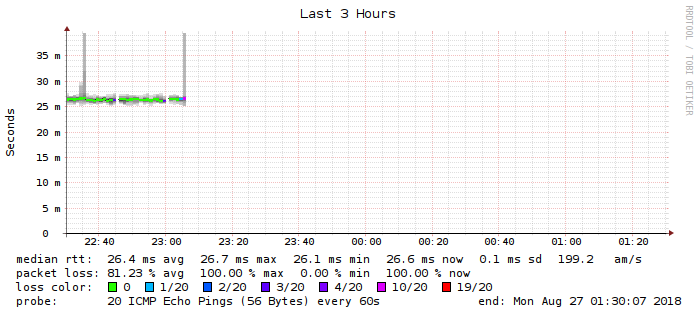 Last 3 Hours
RRDTOOL / TOBI OETIKER
Seconds
35 m
30 m
25 m
20 m
15 m
10 m
5 m
0
22:40 23:00 23:20 23:40 00:00 00:20 00:40 01:00 01:20
median rtt: 26.4 ms avg 26.7 ms max 26.1 ms min 26.6 ms now 0.1 ms sd 199.2 am/s
packet loss: 81.23 % avg 100.00 % max 0.00 % min 100.00 % now
loss color: 0 1/20 2/20 3/20 4/20 10/20 19/20
probe: 20 ICMP Echo Pings (56 Bytes) every 60s end: Mon Aug 27 01:30:07 2018